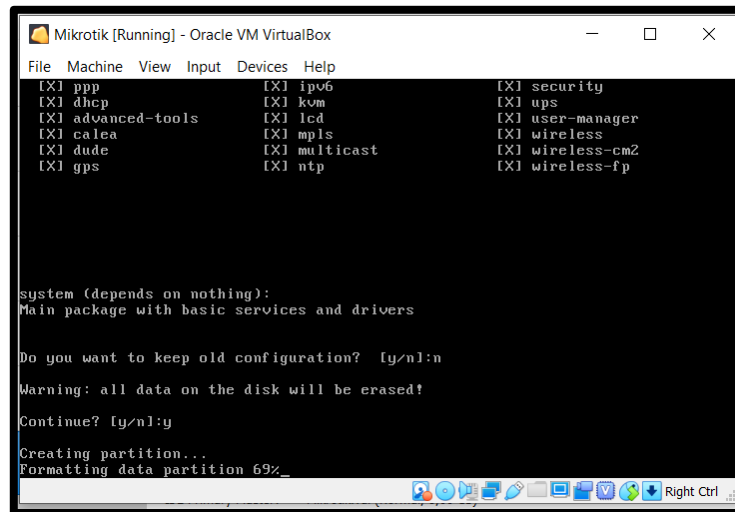 Mikrotik [Running] - Oracle VM VirtualBox
File Machine View Input Devices Help
[X] ppp [X] ipv6 [X] security
[X] dhcp [X] kvm [X] ups
[X] advanced-tools [X] lcd [X] user-manager
[X] calea [X] mpls [X] wireless
[X] dude [X] multicast [X] wireless-cm2
[X] gps [X] ntp [X] wireless-fp
system (depends on nothing):
Main package with basic services and drivers
Do you want to keep old configuration? [y/n]:n
Warning: all data on the disk will be erased!
Continue? [y/n]:y
Creating partition...
Formatting data partition 69%_
Right Ctrl